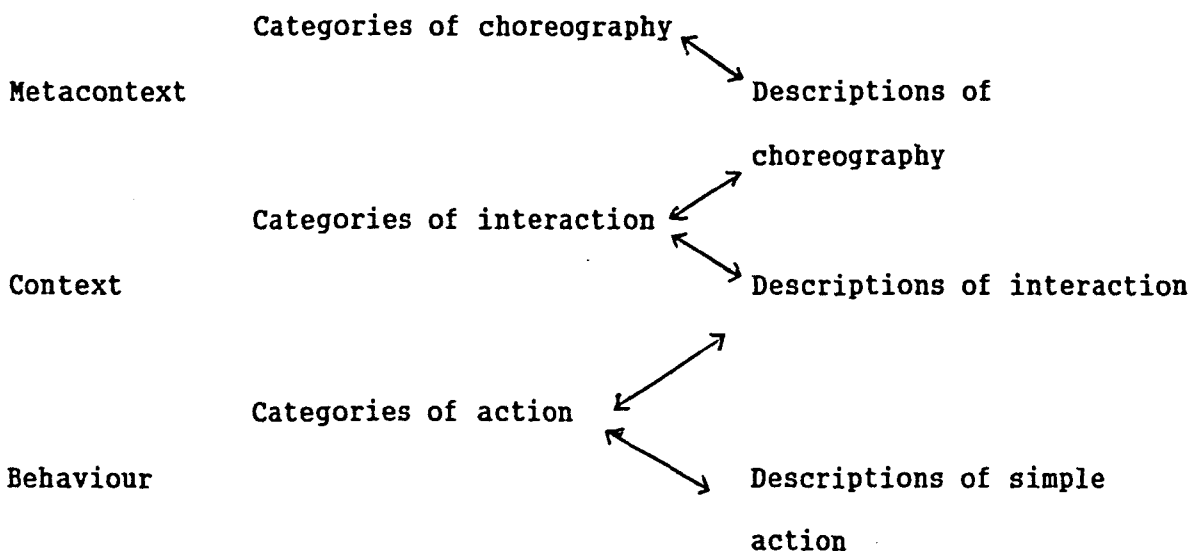 Categories of choreography
Metacontext
Descriptions of
choreography
Categories of interaction
Context
Descriptions of interaction
Categories of action
Behaviour
Descriptions of simple
action